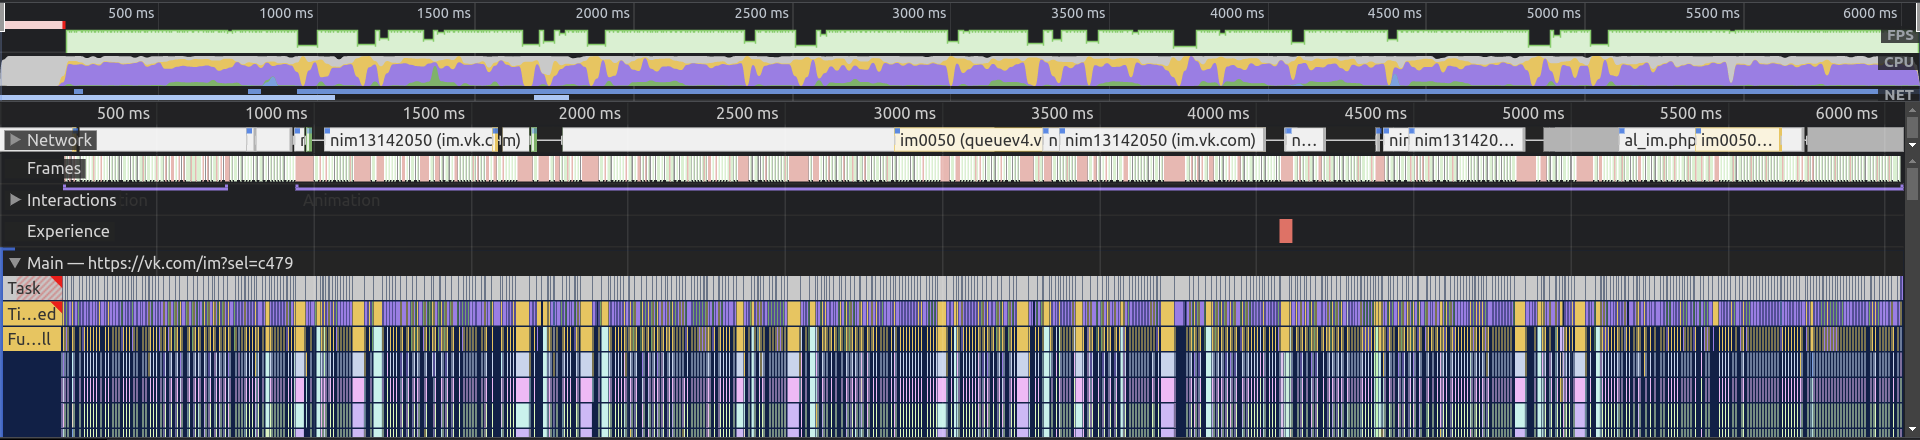 500 ms 1000 ms 1500 ms 2000 ms 2500 ms 3000 ms 3500 ms 4000 ms 4500 ms 5000 ms 5500 ms 6000 ms
FPS
CPU
NET
500 ms 1000 ms 1500 ms 2000 ms 2500 ms 3000 ms 3500 ms 4000 ms 4500 ms 5000 ms 5500 ms 6000 ms
Network nim13142050 (im.vk.c m) im0050 (queuev4.v n nim13142050 (im.vk.com) n... nim13142​0... al_im.php im0050...
Frames
Interactions Animation
Experience
Main — https://vk.com/im?sel=c479
Task
Ti...ed
Fu...ll